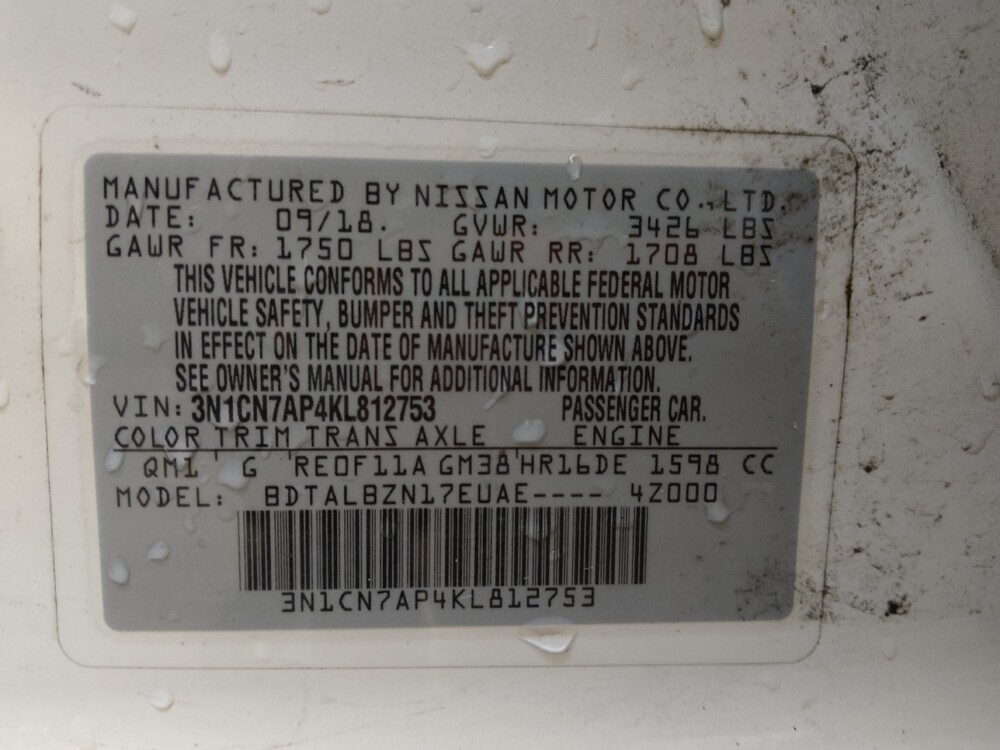 MANUFACTURED BY NISSAN MOTOR CO., LTD.
DATE: 09/18. GVWR: 3426 LBS
GAWR FR: 1750 LBS GAWR RR: 1708 LBS
THIS VEHICLE CONFORMS TO ALL APPLICABLE FEDERAL MOTOR
VEHICLE SAFETY, BUMPER AND THEFT PREVENTION STANDARDS
IN EFFECT ON THE DATE OF MANUFACTURE SHOWN ABOVE.
SEE OWNER'S MANUAL FOR ADDITIONAL INFORMATION.
VIN: 3N1CN7AP4KL812753 PASSENGER CAR.
COLOR TRIM TRANS AXLE ENGINE
QM1 G RE0F11A GM38 HR16DE 1598 CC
MODEL: BDTALBZN17EUAE---- 4Z000
3N1CN7AP4KL812753